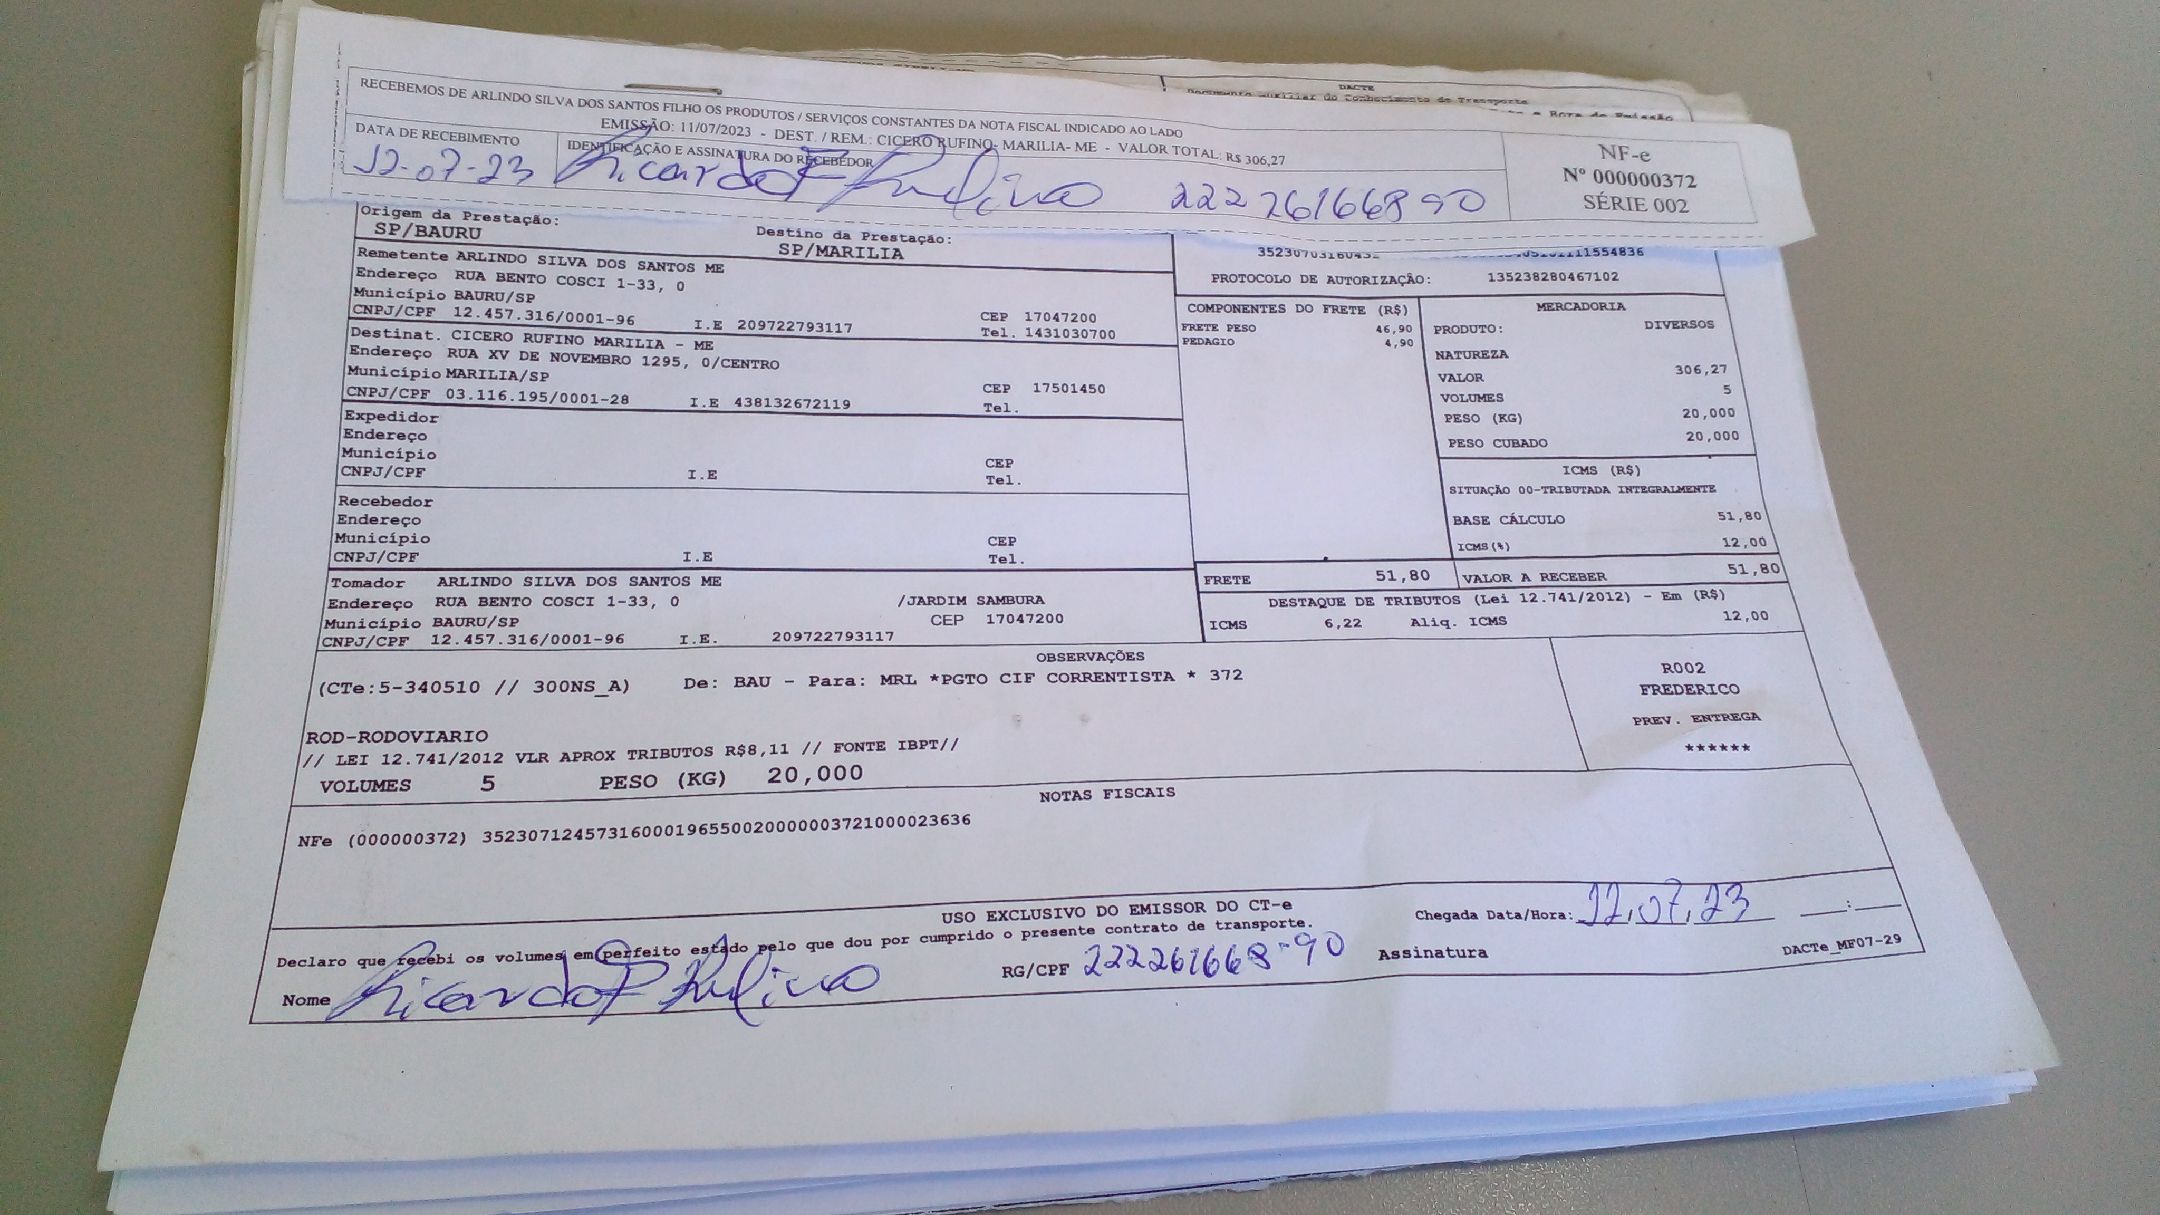 DACTE
Documento Auxiliar do Conhecimento de Transporte
RECEBEMOS DE ARLINDO SILVA DOS SANTOS FILHO OS PRODUTOS / SERVIÇOS CONSTANTES DA NOTA FISCAL INDICADO AO LADO
EMISSÃO: 11/07/2023 - DEST. / REM.: CICERO RUFINO- MARILIA- ME - VALOR TOTAL: R$ 306,27
DATA DE RECEBIMENTO
IDENTIFICAÇÃO E ASSINATURA DO RECEBEDOR
12-07-23 Ricardo F Rufino 22226166890
NF-e
Nº 000000372
SÉRIE 002
Origem da Prestação:
SP/BAURU
Destino da Prestação:
SP/MARILIA
Remetente ARLINDO SILVA DOS SANTOS ME
Endereço RUA BENTO COSCI 1-33, 0
Município BAURU/SP
CEP 17047200
CNPJ/CPF 12.457.316/0001-96 I.E 209722793117 Tel. 1431030700
Destinat. CICERO RUFINO MARILIA - ME
Endereço RUA XV DE NOVEMBRO 1295, 0/CENTRO
Município MARILIA/SP CEP 17501450
CNPJ/CPF 03.116.195/0001-28 I.E 438132672119 Tel.
Expedidor
Endereço
Município CEP
CNPJ/CPF I.E Tel.
Recebedor
Endereço
Município CEP
CNPJ/CPF I.E Tel.
Tomador ARLINDO SILVA DOS SANTOS ME
Endereço RUA BENTO COSCI 1-33, 0 /JARDIM SAMBURA
Município BAURU/SP CEP 17047200
CNPJ/CPF 12.457.316/0001-96 I.E. 209722793117
PROTOCOLO DE AUTORIZAÇÃO: 135238280467102
COMPONENTES DO FRETE (R$)
FRETE PESO 46,90
PEDAGIO 4,90
MERCADORIA
PRODUTO: DIVERSOS
NATUREZA
VALOR 306,27
VOLUMES 5
PESO (KG) 20,000
PESO CUBADO 20,000
ICMS (R$)
SITUAÇÃO 00-TRIBUTADA INTEGRALMENTE
BASE CÁLCULO 51,80
ICMS(%) 12,00
FRETE 51,80 VALOR A RECEBER 51,80
DESTAQUE DE TRIBUTOS (Lei 12.741/2012) - Em (R$)
ICMS 6,22 Aliq. ICMS 12,00
OBSERVAÇÕES
(CTe:5-340510 // 300NS_A) De: BAU - Para: MRL *PGTO CIF CORRENTISTA * 372
ROD-RODOVIARIO
// LEI 12.741/2012 VLR APROX TRIBUTOS R$8,11 // FONTE IBPT//
VOLUMES 5 PESO (KG) 20,000
R002
FREDERICO
PREV. ENTREGA
******
NOTAS FISCAIS
NFe (000000372) 35230712457316000196550020000003721000023636
USO EXCLUSIVO DO EMISSOR DO CT-e
Declaro que recebi os volumes em perfeito estado pelo que dou por cumprido o presente contrato de transporte.
Chegada Data/Hora: 12.07.23 ____:____
Nome Ricardo F Rufino RG/CPF 222261668-90 Assinatura
DACTe_MF07-29